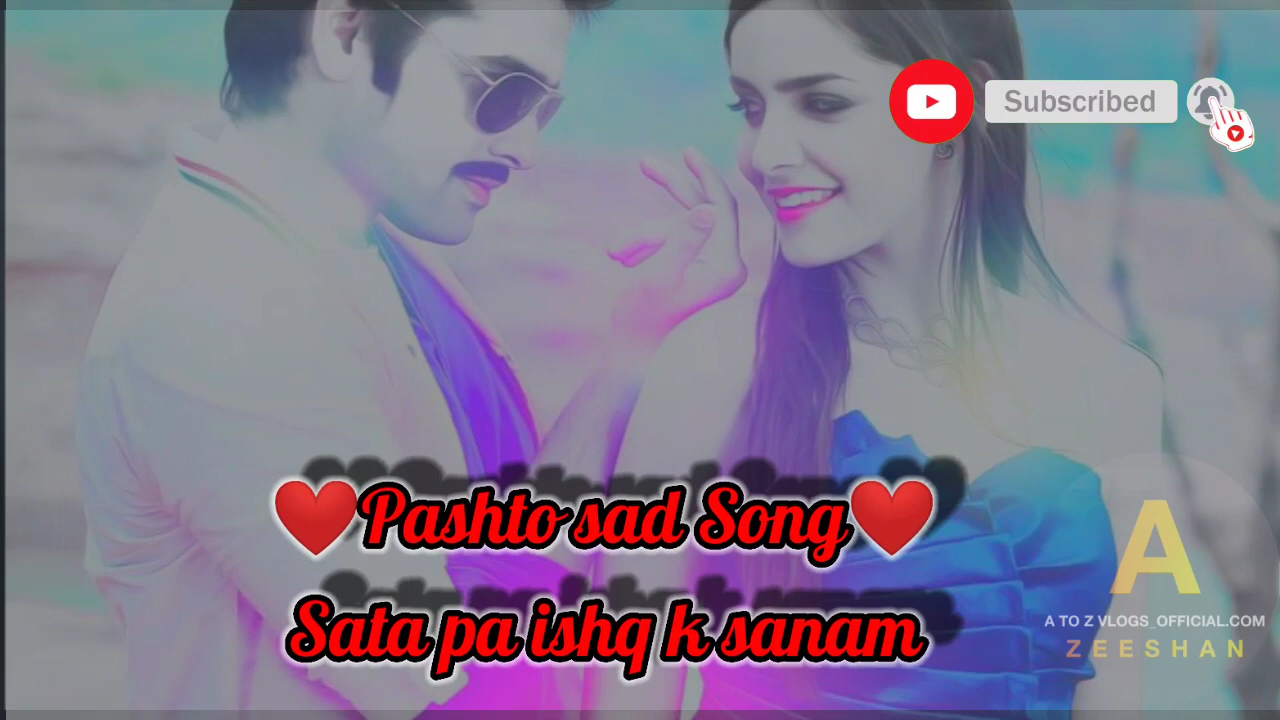 Subscribed
❤️Pashto sad Song❤️
Sata pa ishq k sanam
A
A TO Z VLOGS_OFFICIAL.COM
ZEESHAN